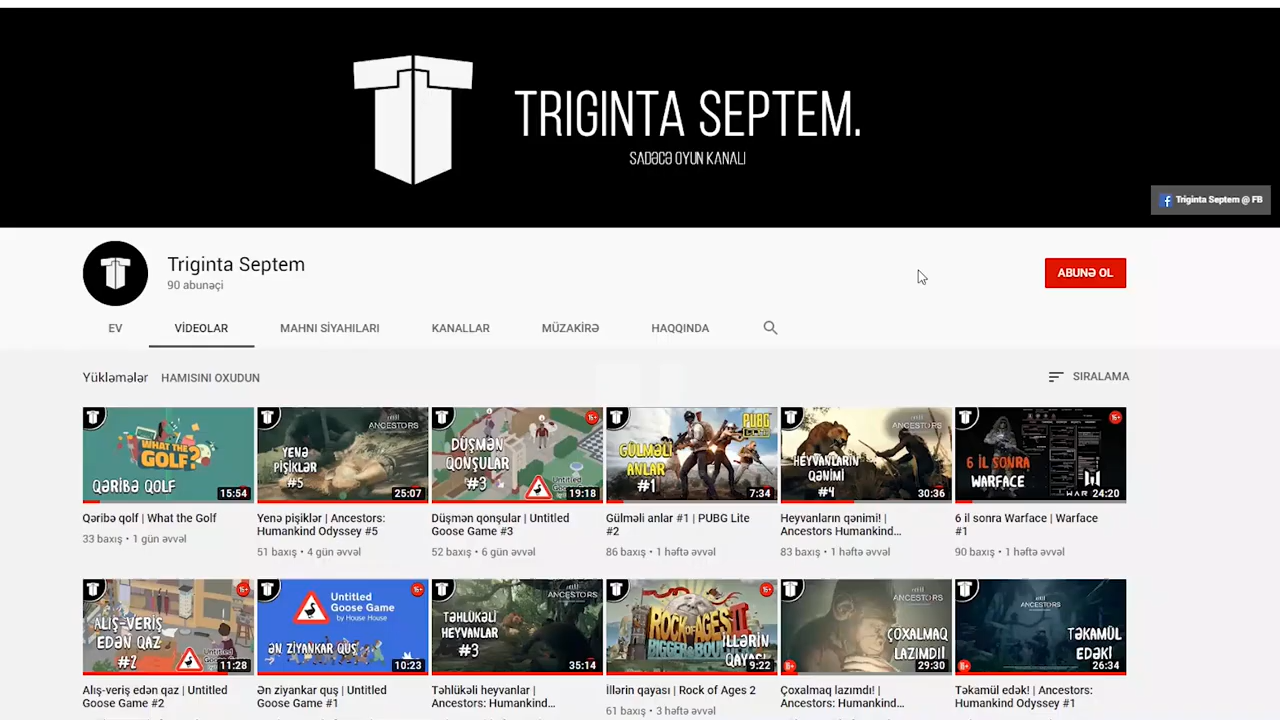 TRIGINTA SEPTEM.
SADƏCƏ OYUN KANALI
Triginta Septem @ FB
Triginta Septem
90 abunəçi
ABUNƏ OL
EV VİDEOLAR MAHNI SİYAHILARI KANALLAR MÜZAKİRƏ HAQQINDA
Yükləmələr HAMISINI OXUDUN SIRALAMA
WHAT THE GOLF?
QƏRİBƏ QOLF
15:54
ANCESTORS
YENƏ PİŞİKLƏR #5
25:07
DÜŞMƏN QONŞULAR #3
Untitled
19:18
PUBG
GÜLMƏLİ ANLAR #1
7:34
ANCESTORS
HEYVANLARIN QƏNİMİ #4
30:36
6 İL SONRA WARFACE
24:20
Qəribə qolf | What the Golf
33 baxış • 1 gün əvvəl
Yenə pişiklər | Ancestors:
Humankind Odyssey #5
51 baxış • 4 gün əvvəl
Düşmən qonşular | Untitled
Goose Game #3
52 baxış • 6 gün əvvəl
Gülməli anlar #1 | PUBG Lite
#2
86 baxış • 1 həftə əvvəl
Heyvanların qənimi! |
Ancestors Humankind...
83 baxış • 1 həftə əvvəl
6 il sonra Warface | Warface
#1
90 baxış • 1 həftə əvvəl
ALIŞ-VERİŞ EDƏN QAZ #2
11:28
Untitled
Goose Game
by House House
ƏN ZİYANKAR QUŞ
10:23
ANCESTORS
TƏHLÜKƏLİ HEYVANLAR #3
35:14
ROCK OF AGES II
BIGGER & BOU
İLLƏRİN QAYASI
9:22
ANCESTORS
ÇOXALMAQ LAZIMDI!
29:30
ANCESTORS
TƏKAMÜL EDƏK!
26:34
Alış-veriş edən qaz | Untitled
Goose Game #2
Ən ziyankar quş | Untitled
Goose Game #1
Təhlükəli heyvanlar |
Ancestors: Humankind...
İllərin qayası | Rock of Ages 2
61 baxış • 3 həftə əvvəl
Çoxalmaq lazımdı! |
Ancestors: Humankind...
Təkamül edək! | Ancestors:
Humankind Odyssey #1